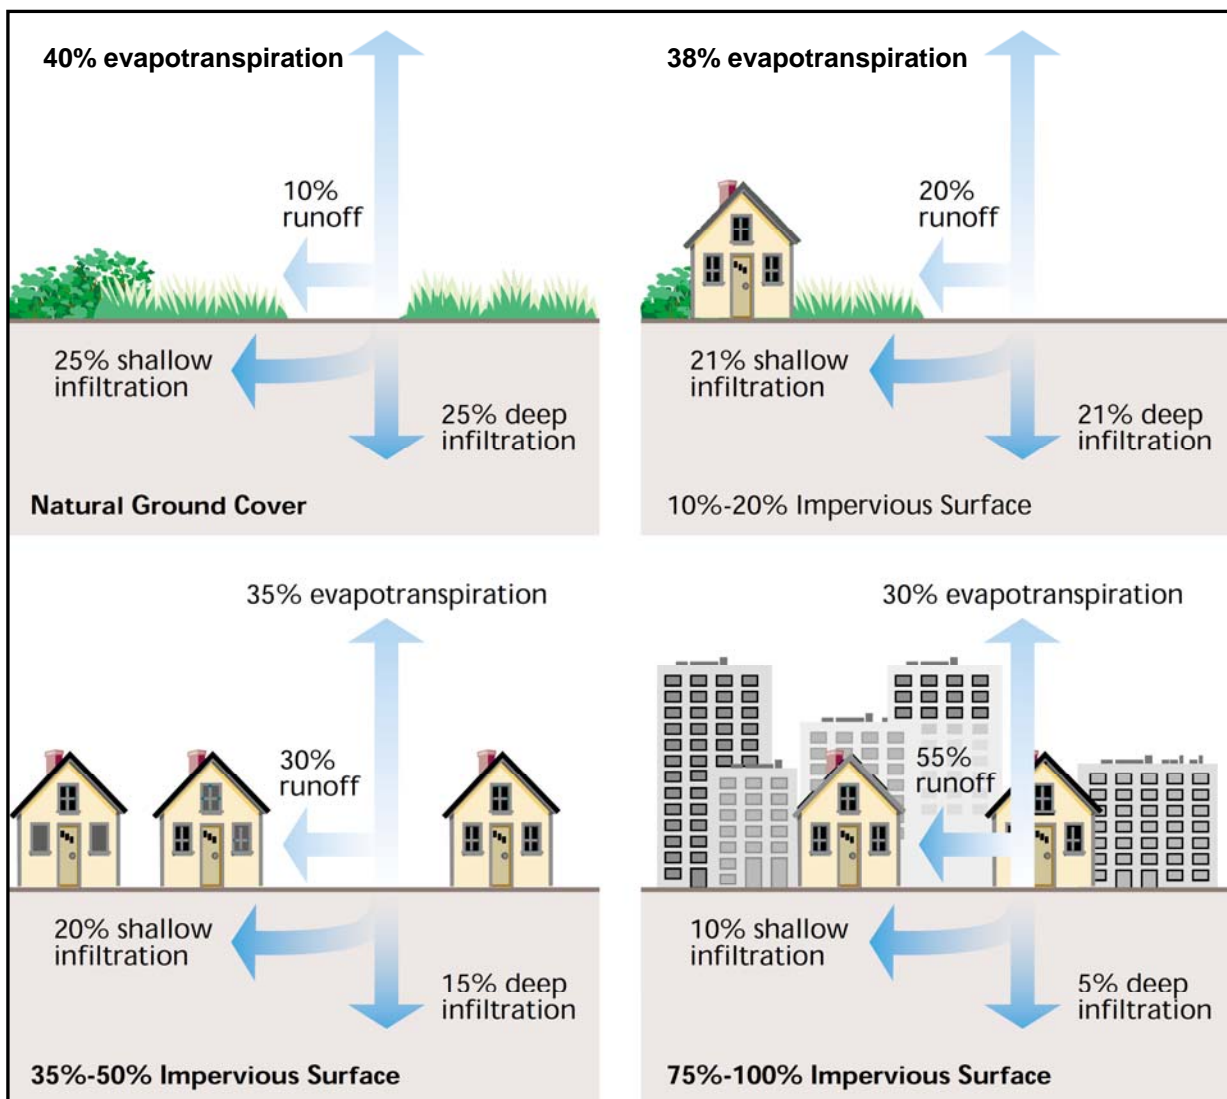 40% evapotranspiration
10%
runoff
25% shallow
infiltration
25% deep
infiltration
Natural Ground Cover
38% evapotranspiration
20%
runoff
21% shallow
infiltration
21% deep
infiltration
10%-20% Impervious Surface
35% evapotranspiration
30%
runoff
20% shallow
infiltration
15% deep
infiltration
35%-50% Impervious Surface
30% evapotranspiration
55%
runoff
10% shallow
infiltration
5% deep
infiltration
75%-100% Impervious Surface